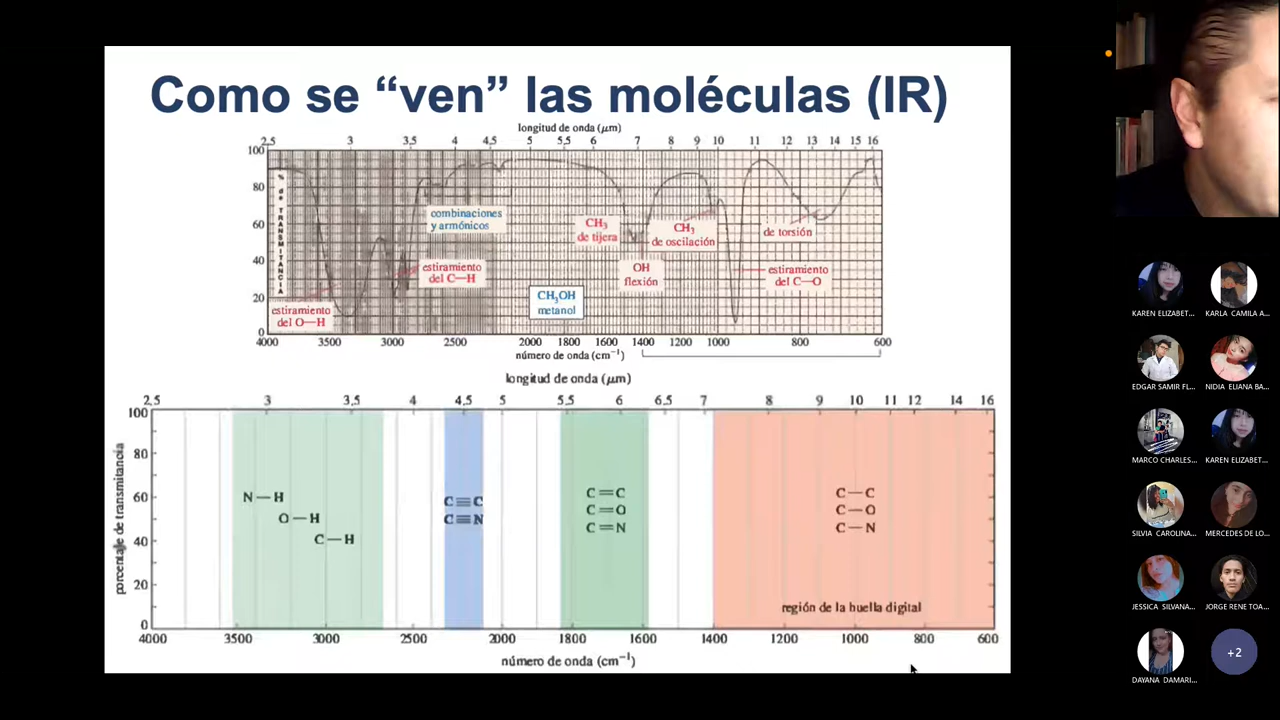 Como se “ven” las moléculas (IR)
longitud de onda (μm)
2,5 3 3,5 4 4,5 5 5,5 6 7 8 9 10 11 12 13 14 15 16
100
80
60
40
20
0
% de TRANSMITANCIA
combinaciones
y armónicos
CH₃
de tijera
CH₃
de oscilación
de torsión
estiramiento
del C—H
OH
flexión
estiramiento
del C—O
CH₃OH
metanol
estiramiento
del O—H
4000 3500 3000 2500 2000 1800 1600 1400 1200 1000 800 600
número de onda (cm⁻¹)
longitud de onda (μm)
2,5 3 3,5 4 4,5 5 5,5 6 6,5 7 8 9 10 11 12 14 16
100
80
60
40
20
0
porcentaje de transmitancia
N—H
O—H
C—H
C≡C
C≡N
C=C
C=O
C=N
C—C
C—O
C—N
región de la huella digital
4000 3500 3000 2500 2000 1800 1600 1400 1200 1000 800 600
número de onda (cm⁻¹)
KAREN ELIZABET... KARLA CAMILA A...
EDGAR SAMIR FL... NIDIA ELIANA BA...
MARCO CHARLES... KAREN ELIZABET...
SILVIA CAROLINA... MERCEDES DE LO...
JESSICA SILVANA... JORGE RENE TOA...
DAYANA DAMARI... +2